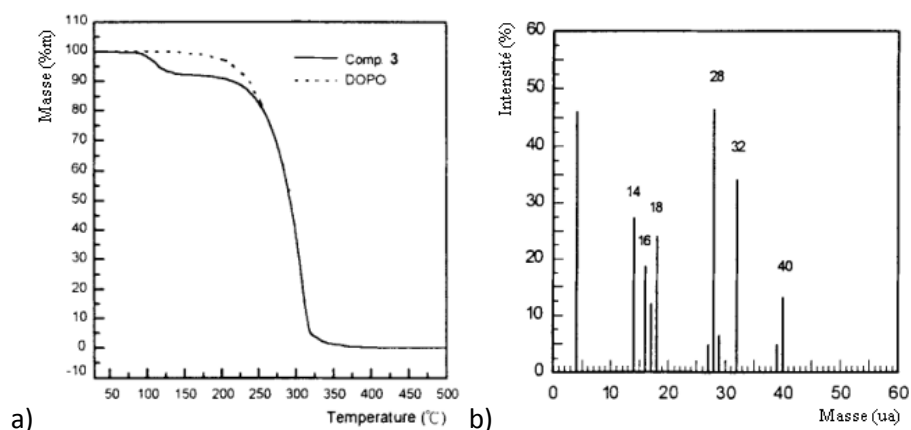 Masse (%m)
110
100
90
80
70
60
50
40
30
20
10
0
-10
Comp. 3
DOPO
50 100 150 200 250 300 350 400 450 500
Temperature (℃)
a)
Intensité (%)
60
50
40
30
20
10
0
28
32
14
18
16
40
0 10 20 30 40 50 60
Masse (ua)
b)